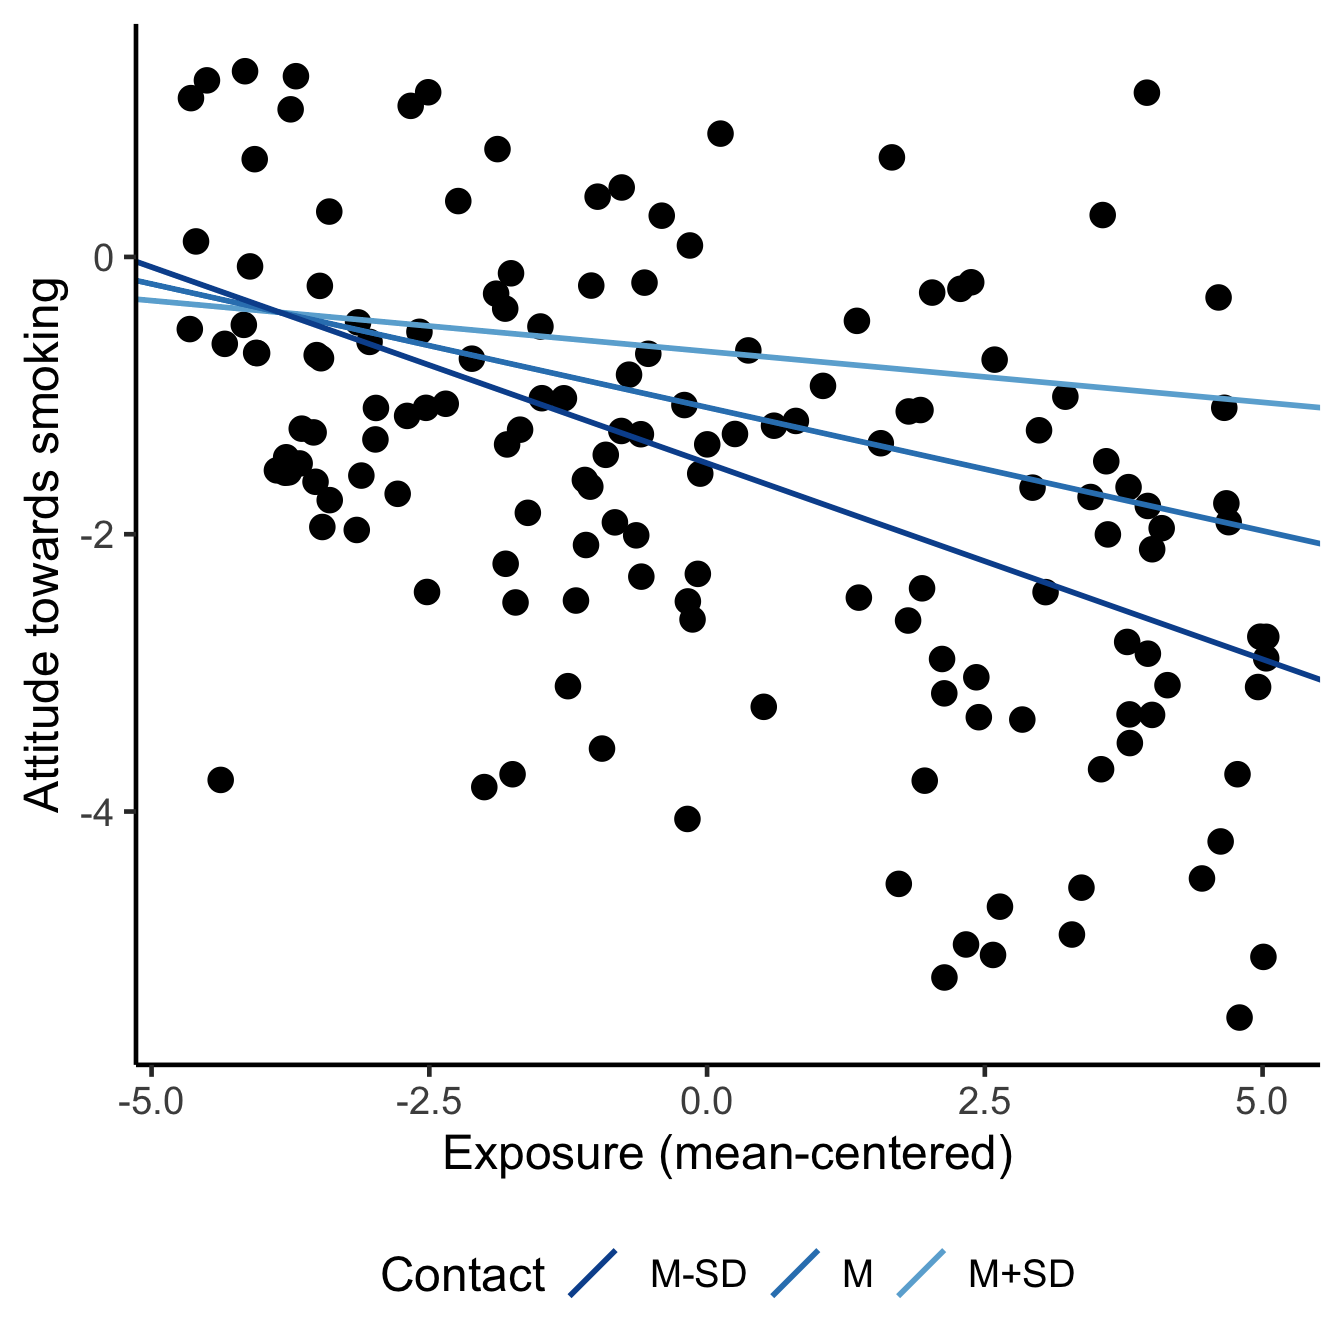 Attitude towards smoking
0
-2
-4
-5.0 -2.5 0.0 2.5 5.0
Exposure (mean-centered)
Contact M-SD M M+SD